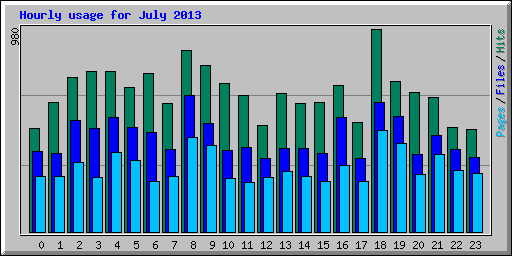 Hourly usage for July 2013
980
Pages / Files / Hits
0 1 2 3 4 5 6 7 8 9 10 11 12 13 14 15 16 17 18 19 20 21 22 23